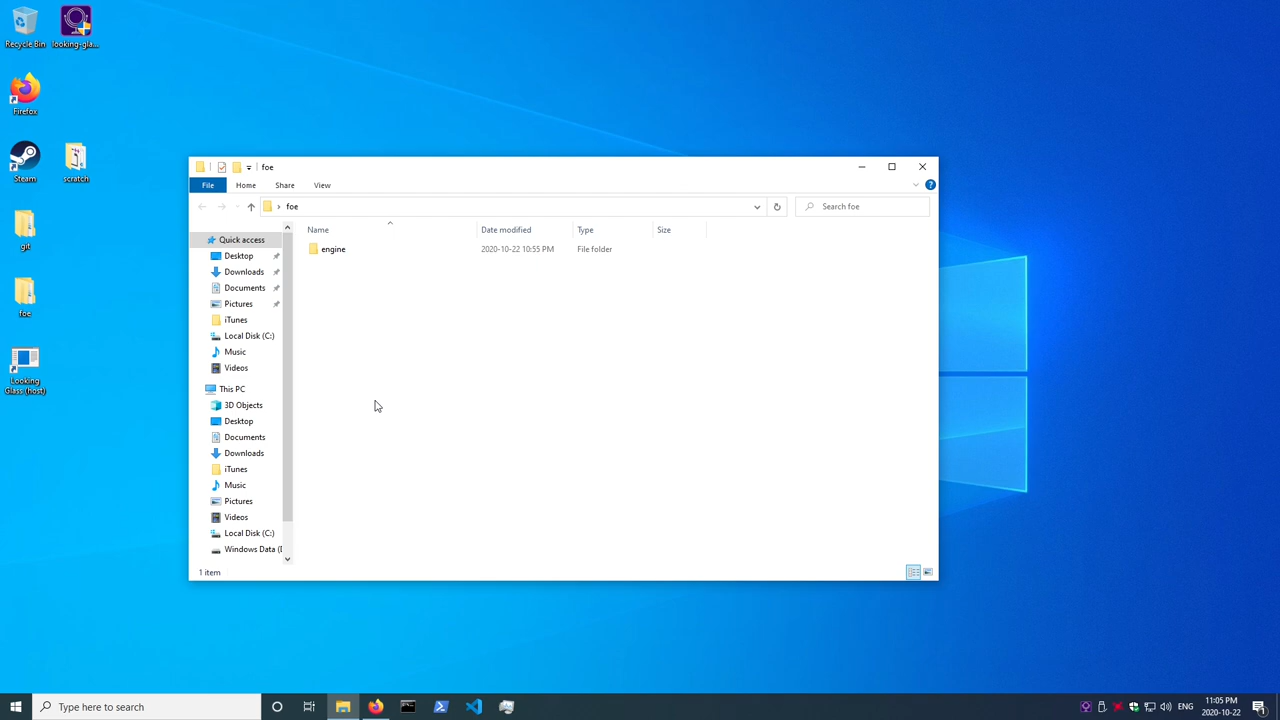 Recycle Bin
looking-gla...
Firefox
Steam
scratch
git
foe
Looking
Glass (host)
foe
File
Home
Share
View
foe
Search foe
Name
Date modified
Type
Size
engine
2020-10-22 10:55 PM
File folder
Quick access
Desktop
Downloads
Documents
Pictures
iTunes
Local Disk (C:)
Music
Videos
This PC
3D Objects
Desktop
Documents
Downloads
iTunes
Music
Pictures
Videos
Local Disk (C:)
Windows Data (
1 item
Type here to search
ENG
11:05 PM
2020-10-22
1